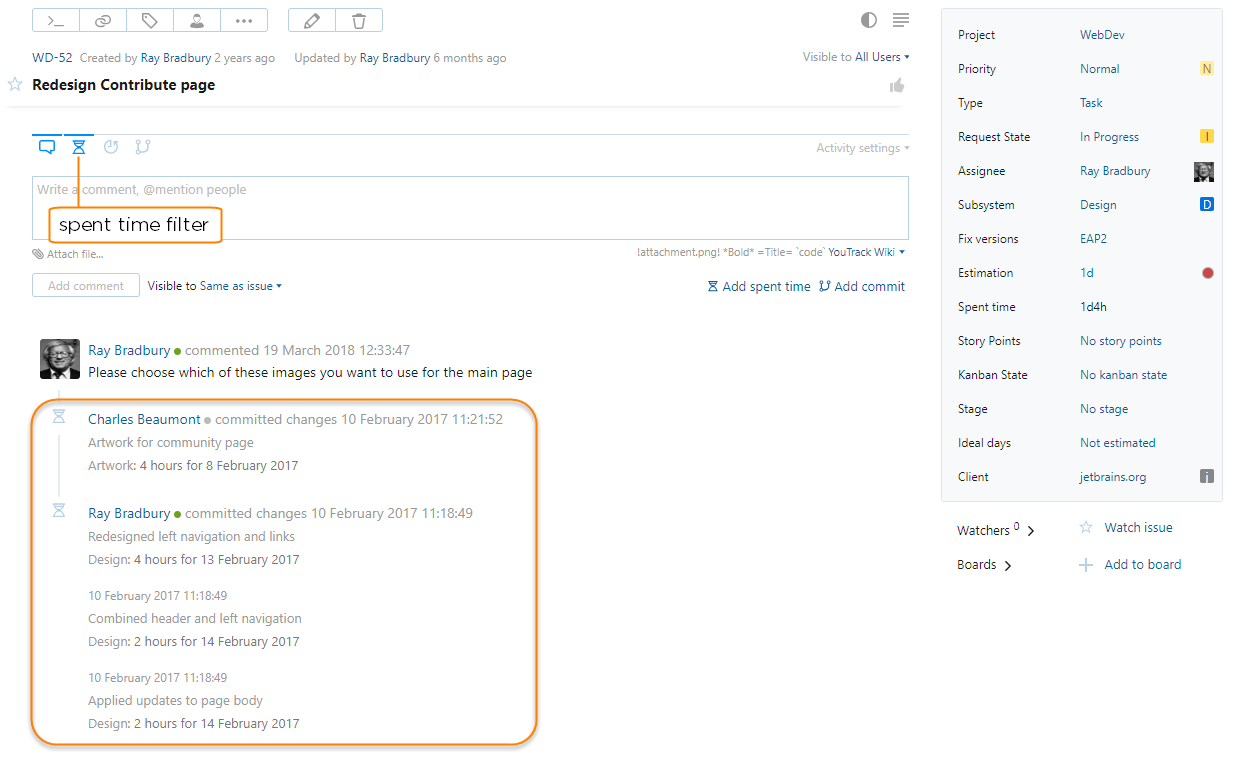 >_
WD-52 Created by Ray Bradbury 2 years ago Updated by Ray Bradbury 6 months ago Visible to All Users
Redesign Contribute page
Activity settings
Write a comment, @mention people
spent time filter
Attach file...
!attachment.png! *Bold* =Title= `code` YouTrack Wiki
Add comment Visible to Same as issue Add spent time Add commit
Ray Bradbury commented 19 March 2018 12:33:47
Please choose which of these images you want to use for the main page
Charles Beaumont committed changes 10 February 2017 11:21:52
Artwork for community page
Artwork: 4 hours for 8 February 2017
Ray Bradbury committed changes 10 February 2017 11:18:49
Redesigned left navigation and links
Design: 4 hours for 13 February 2017
10 February 2017 11:18:49
Combined header and left navigation
Design: 2 hours for 14 February 2017
10 February 2017 11:18:49
Applied updates to page body
Design: 2 hours for 14 February 2017
Project WebDev
Priority Normal N
Type Task
Request State In Progress I
Assignee Ray Bradbury
Subsystem Design D
Fix versions EAP2
Estimation 1d
Spent time 1d4h
Story Points No story points
Kanban State No kanban state
Stage No stage
Ideal days Not estimated
Client jetbrains.org j
Watchers 0 Watch issue
Boards Add to board